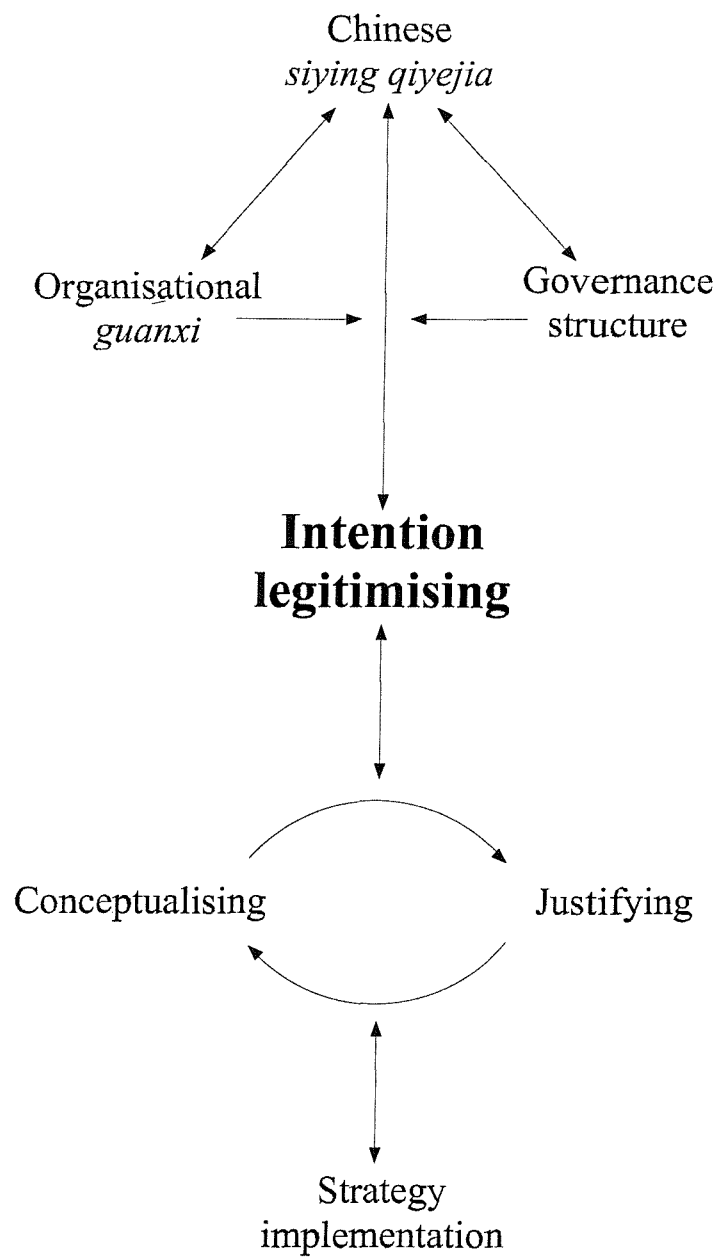 Chinese
siying qiyejia
Organisational
guanxi
Governance
structure
Intention
legitimising
Conceptualising
Justifying
Strategy
implementation